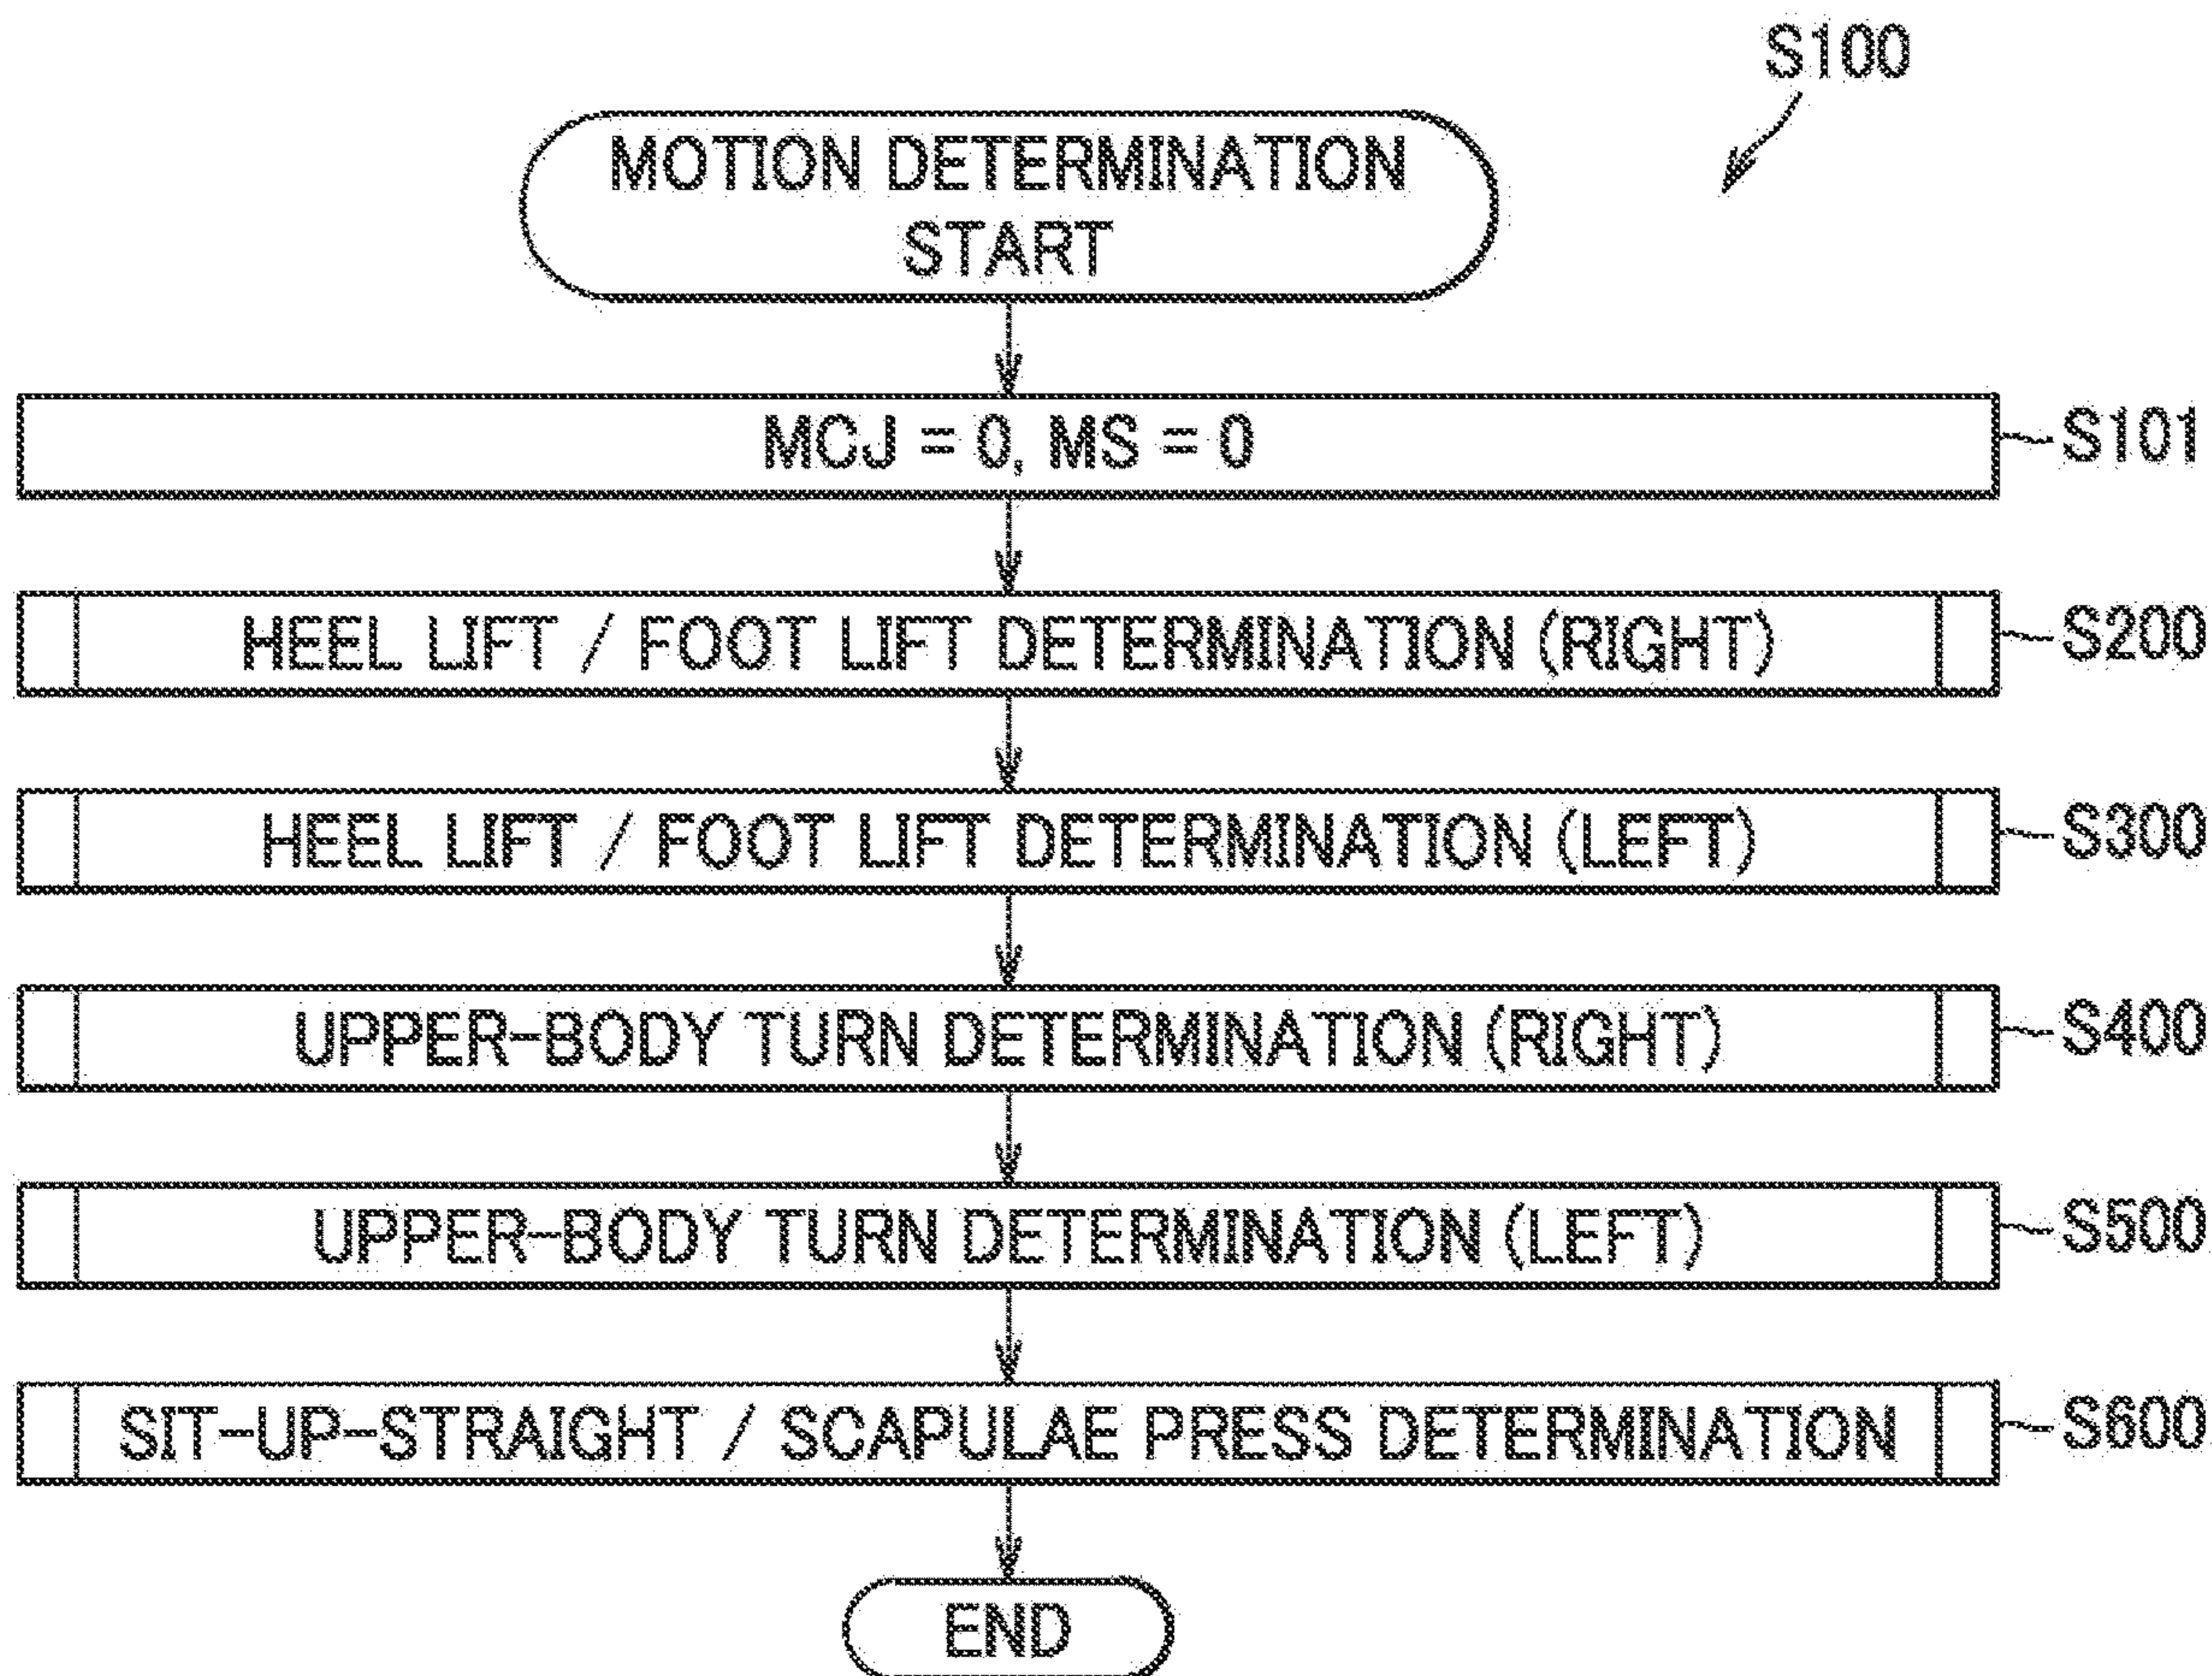 S100
MOTION DETERMINATION
START
MCJ = 0, MS = 0
S101
HEEL LIFT / FOOT LIFT DETERMINATION (RIGHT)
S200
HEEL LIFT / FOOT LIFT DETERMINATION (LEFT)
S300
UPPER-BODY TURN DETERMINATION (RIGHT)
S400
UPPER-BODY TURN DETERMINATION (LEFT)
S500
SIT-UP-STRAIGHT / SCAPULAE PRESS DETERMINATION
S600
END